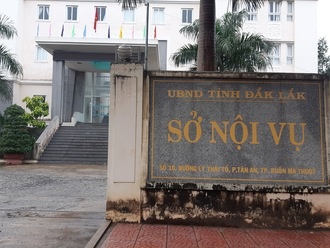 UBND TỈNH ĐẮK LẮK
SỞ NỘI VỤ
SỐ 10, ĐƯỜNG LÝ THÁI TỔ, P.TÂN AN, TP. BUÔN MA THUỘT